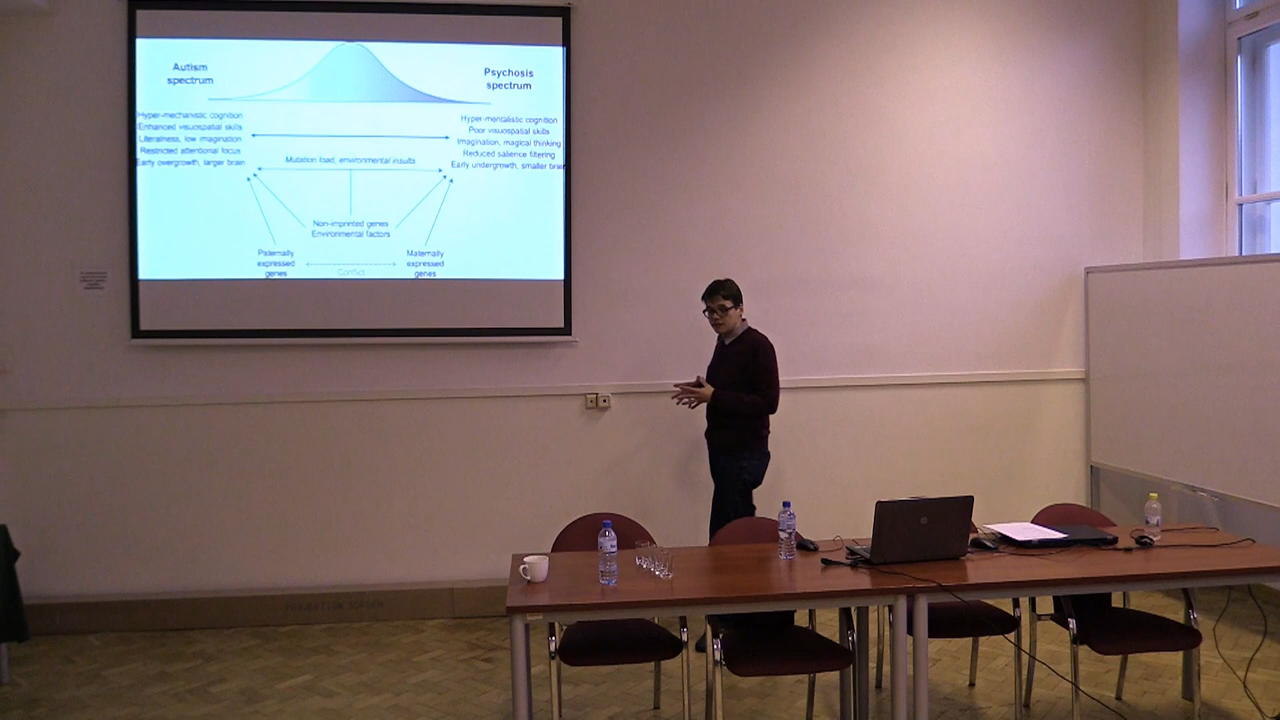 Autism
spectrum
Psychosis
spectrum
Hyper-mechanistic cognition
Enhanced visuospatial skills
Literalness, low imagination
Restricted attentional focus
Early overgrowth, larger brain
Hyper-mentalistic cognition
Poor visuospatial skills
Imagination, magical thinking
Reduced salience filtering
Early undergrowth, smaller brain
Mutation load, environmental insults
Non-imprinted genes
Environmental factors
Paternally
expressed
genes
Conflict
Maternally
expressed
genes